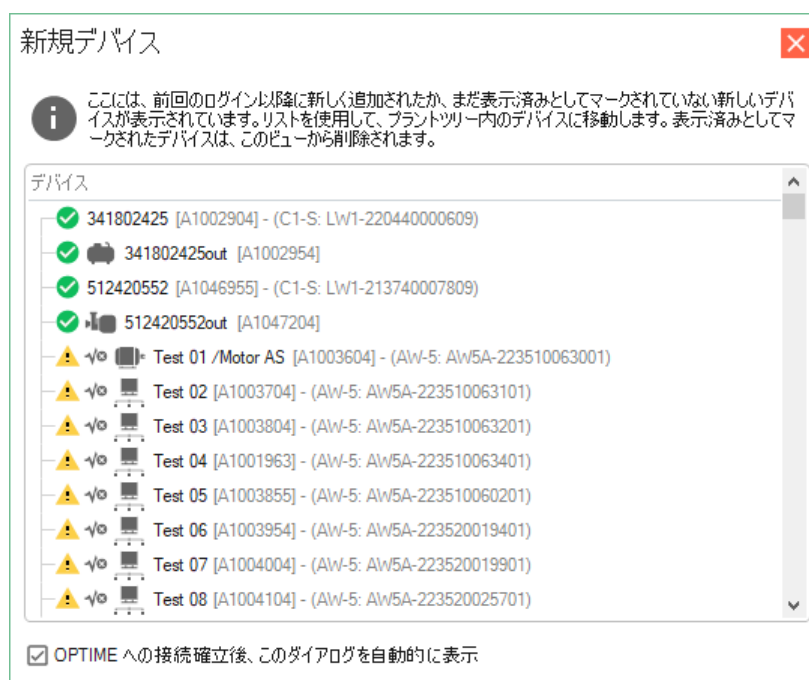 新規デバイス
ここには、前回のログイン以降に新しく追加されたか、まだ表示済みとしてマークされていない新しいデバ
イスが表示されています。リストを使用して、プラントツリー内のデバイスに移動します。表示済みとしてマ
ークされたデバイスは、このビューから削除されます。
デバイス
341802425 [A1002904] - (C1-S: LW1-220440000609)
341802425out [A1002954]
512420552 [A1046955] - (C1-S: LW1-213740007809)
512420552out [A1047204]
Test 01 /Motor AS [A1003604] - (AW-5: AW5A-223510063001)
Test 02 [A1003704] - (AW-5: AW5A-223510063101)
Test 03 [A1003804] - (AW-5: AW5A-223510063201)
Test 04 [A1001963] - (AW-5: AW5A-223510063401)
Test 05 [A1003855] - (AW-5: AW5A-223510060201)
Test 06 [A1003954] - (AW-5: AW5A-223520019401)
Test 07 [A1004004] - (AW-5: AW5A-223520019901)
Test 08 [A1004104] - (AW-5: AW5A-223520025701)
OPTIME への接続確立後、このダイアログを自動的に表示